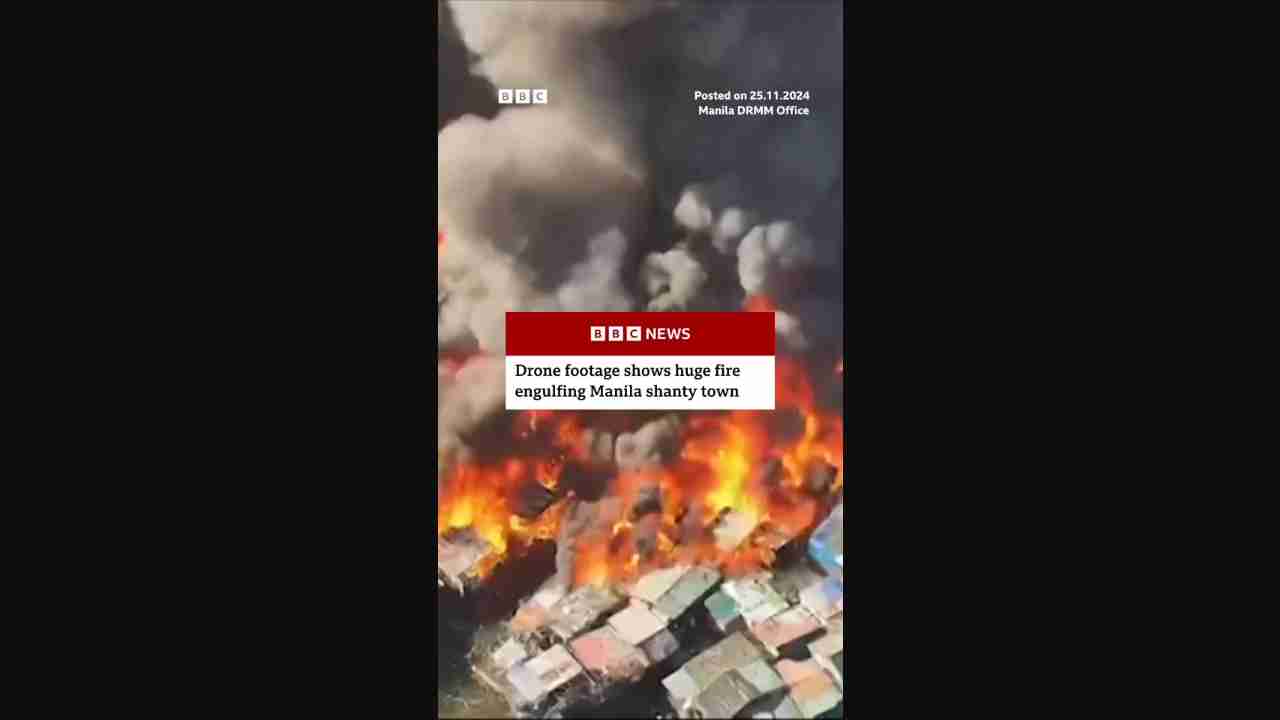 BBC
Posted on 25.11.2024
Manila DRMM Office
BBC NEWS
Drone footage shows huge fire
engulfing Manila shanty town